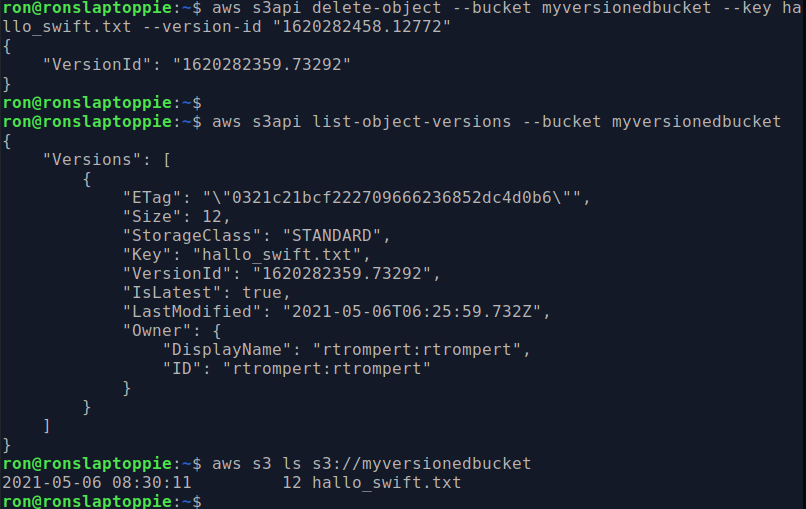 ron@ronslaptoppie:~$ aws s3api delete-object --bucket myversionedbucket --key ha
llo_swift.txt --version-id "1620282458.12772"
{
    "VersionId": "1620282359.73292"
}
ron@ronslaptoppie:~$
ron@ronslaptoppie:~$ aws s3api list-object-versions --bucket myversionedbucket
{
    "Versions": [
        {
            "ETag": "\"0321c21bcf222709666236852dc4d0b6\"",
            "Size": 12,
            "StorageClass": "STANDARD",
            "Key": "hallo_swift.txt",
            "VersionId": "1620282359.73292",
            "IsLatest": true,
            "LastModified": "2021-05-06T06:25:59.732Z",
            "Owner": {
                "DisplayName": "rtrompert:rtrompert",
                "ID": "rtrompert:rtrompert"
            }
        }
    ]
}
ron@ronslaptoppie:~$ aws s3 ls s3://myversionedbucket
2021-05-06 08:30:11         12 hallo_swift.txt
ron@ronslaptoppie:~$